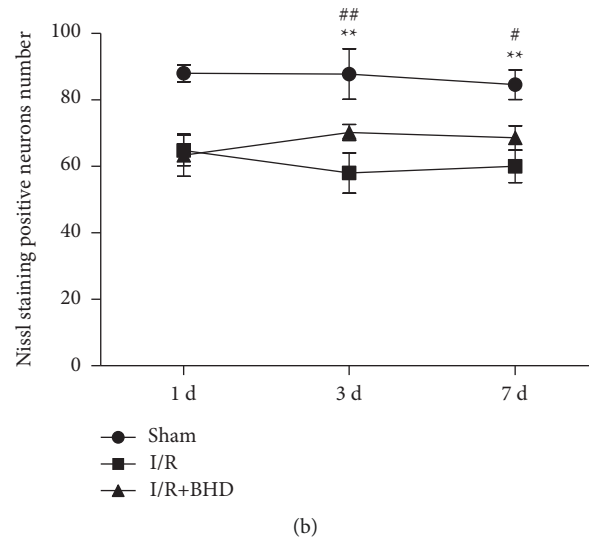 Nissl staining positive neurons number
100
80
60
40
20
0
##
**
#
**
1 d
3 d
7 d
Sham
I/R
I/R+BHD
(b)